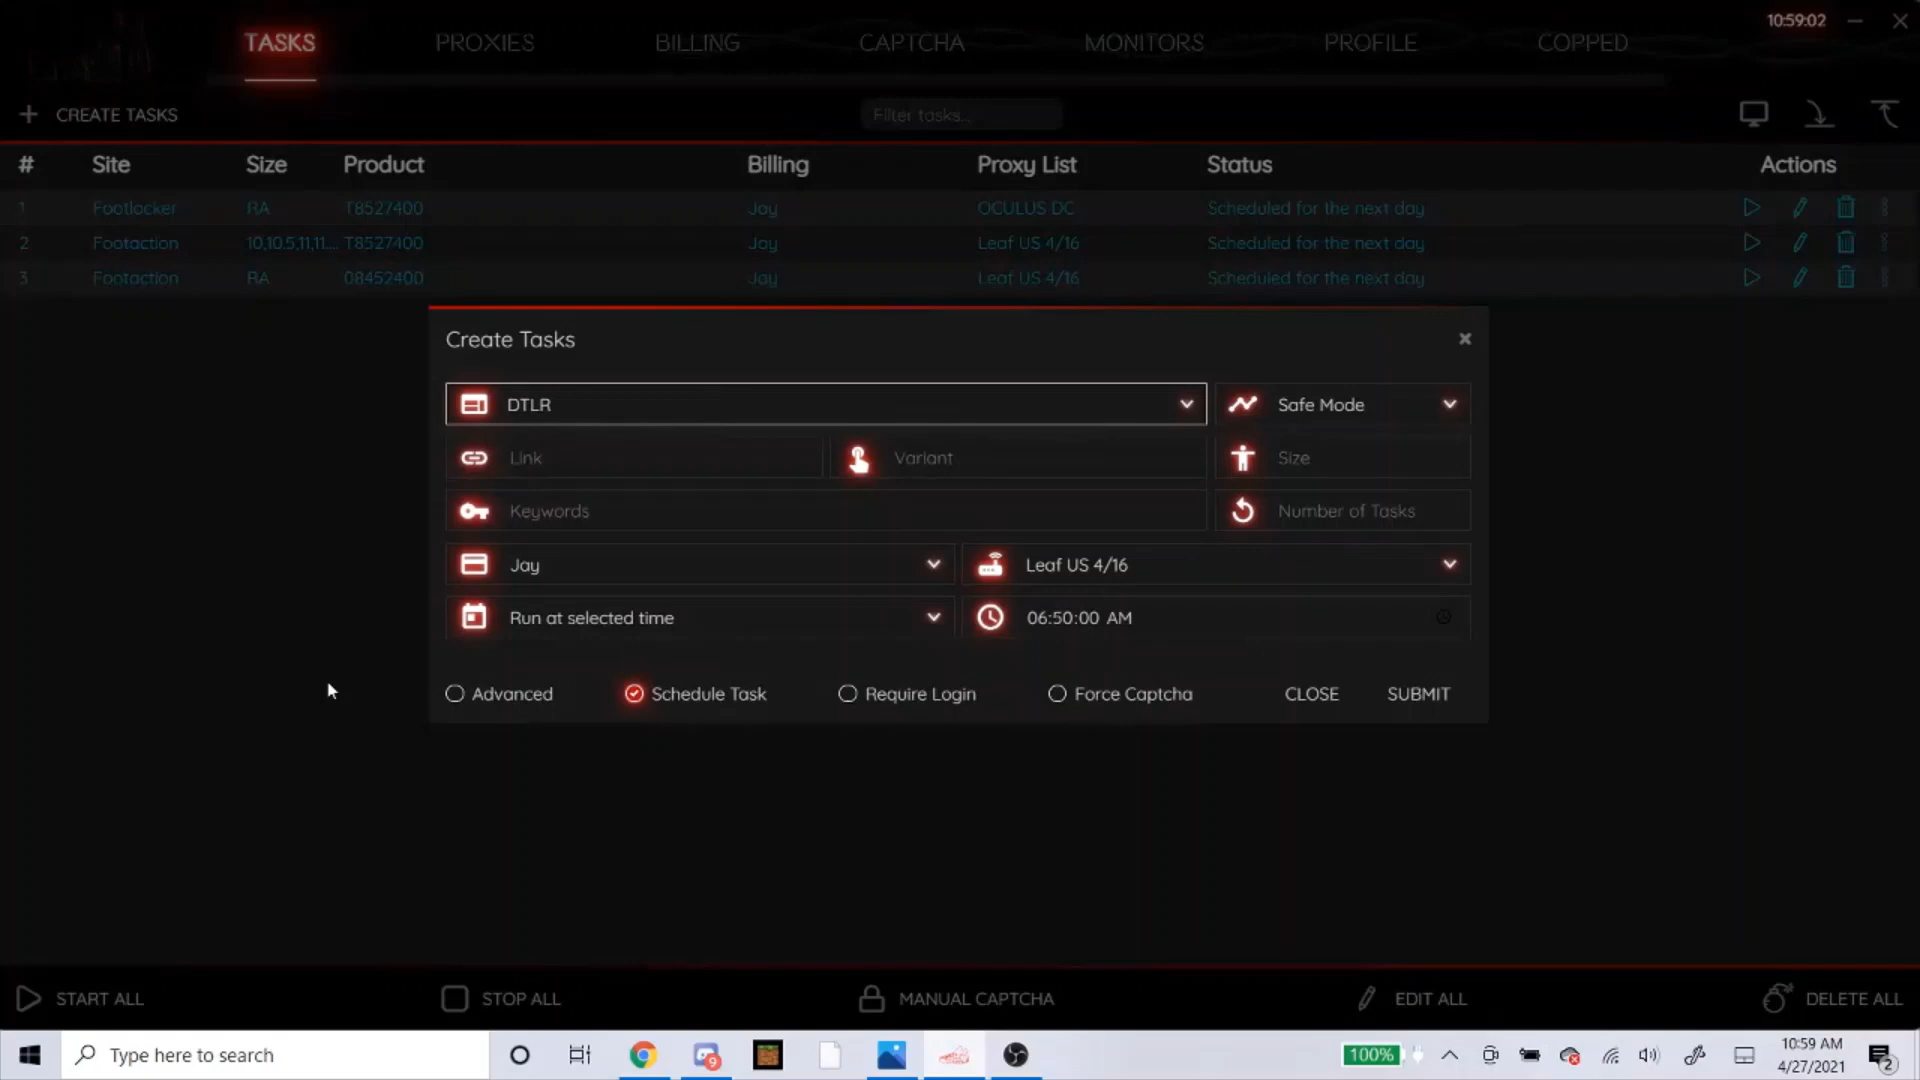 TASKS PROXIES BILLING CAPTCHA MONITORS PROFILE COPPED 10:59:02
CREATE TASKS Filter tasks...
# Site Size Product Billing Proxy List Status Actions
1 Footlocker RA T8527400 Jay OCULUS DC Scheduled for the next day
2 Footaction 10,10.5,11,11... T8527400 Jay Leaf US 4/16 Scheduled for the next day
3 Footaction RA 08452400 Jay Leaf US 4/16 Scheduled for the next day
Create Tasks
DTLR Safe Mode
Link Variant Size
Keywords Number of Tasks
Jay Leaf US 4/16
Run at selected time 06:50:00 AM
Advanced Schedule Task Require Login Force Captcha CLOSE SUBMIT
START ALL STOP ALL MANUAL CAPTCHA EDIT ALL DELETE ALL
Type here to search 9 100% 10:59 AM
4/27/2021 2